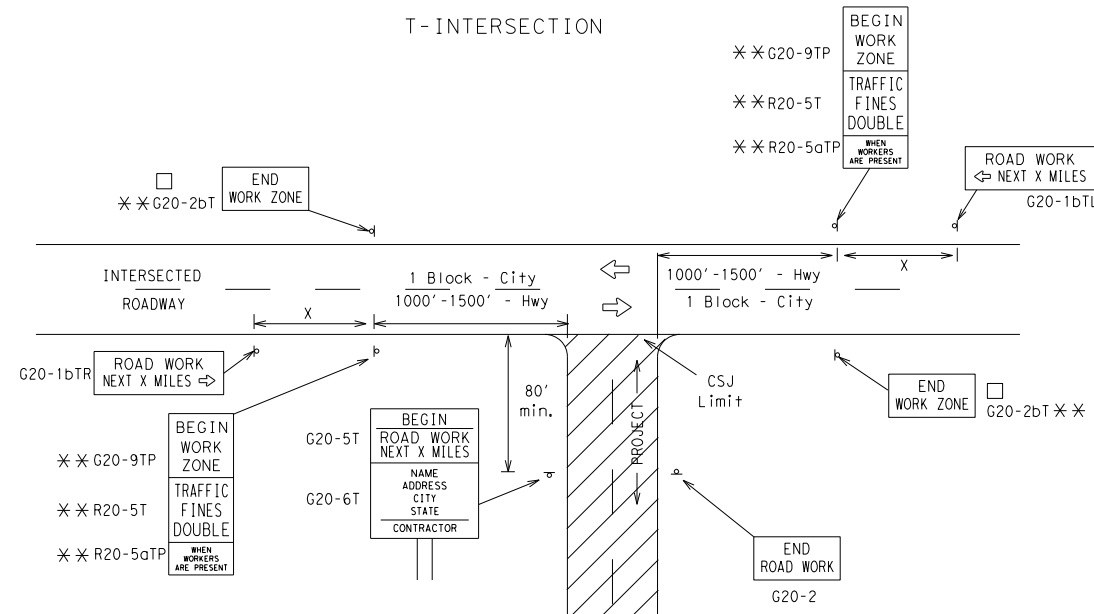 T-INTERSECTION
BEGIN
WORK
ZONE
TRAFFIC
FINES
DOUBLE
WHEN
WORKERS
ARE PRESENT
**G20-9TP
**R20-5T
**R20-5aTP
ROAD WORK
⇦ NEXT X MILES
G20-1bTL
□
**G20-2bT
END
WORK ZONE
INTERSECTED
ROADWAY
1 Block - City
1000'-1500' - Hwy
X
1000'-1500' - Hwy
1 Block - City
X
G20-1bTR
ROAD WORK
NEXT X MILES ⇨
**G20-9TP
**R20-5T
**R20-5aTP
BEGIN
WORK
ZONE
TRAFFIC
FINES
DOUBLE
WHEN
WORKERS
ARE PRESENT
G20-5T
G20-6T
BEGIN
ROAD WORK
NEXT X MILES
NAME
ADDRESS
CITY
STATE
CONTRACTOR
80'
min.
PROJECT
CSJ
Limit
END
WORK ZONE
□
G20-2bT **
END
ROAD WORK
G20-2